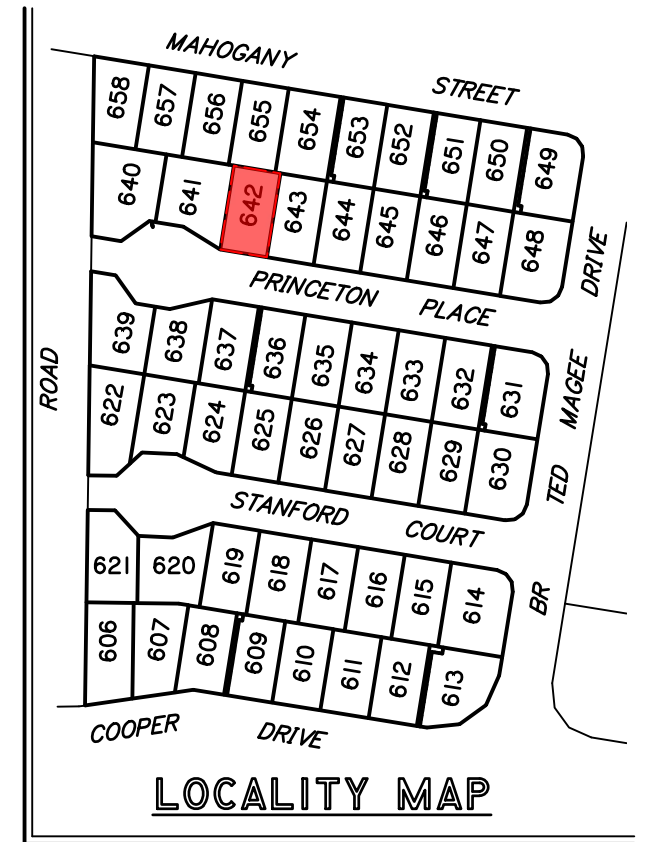 MAHOGANY STREET
658 657 656 655 654 653 652 651 650 649
640 641 642 643 644 645 646 647 648
PRINCETON PLACE
639 638 637 636 635 634 633 632 631
622 623 624 625 626 627 628 629 630
STANFORD COURT
621 620 619 618 617 616 615 614
606 607 608 609 610 611 612 613
COOPER DRIVE
ROAD
BR TED MAGEE DRIVE
LOCALITY MAP